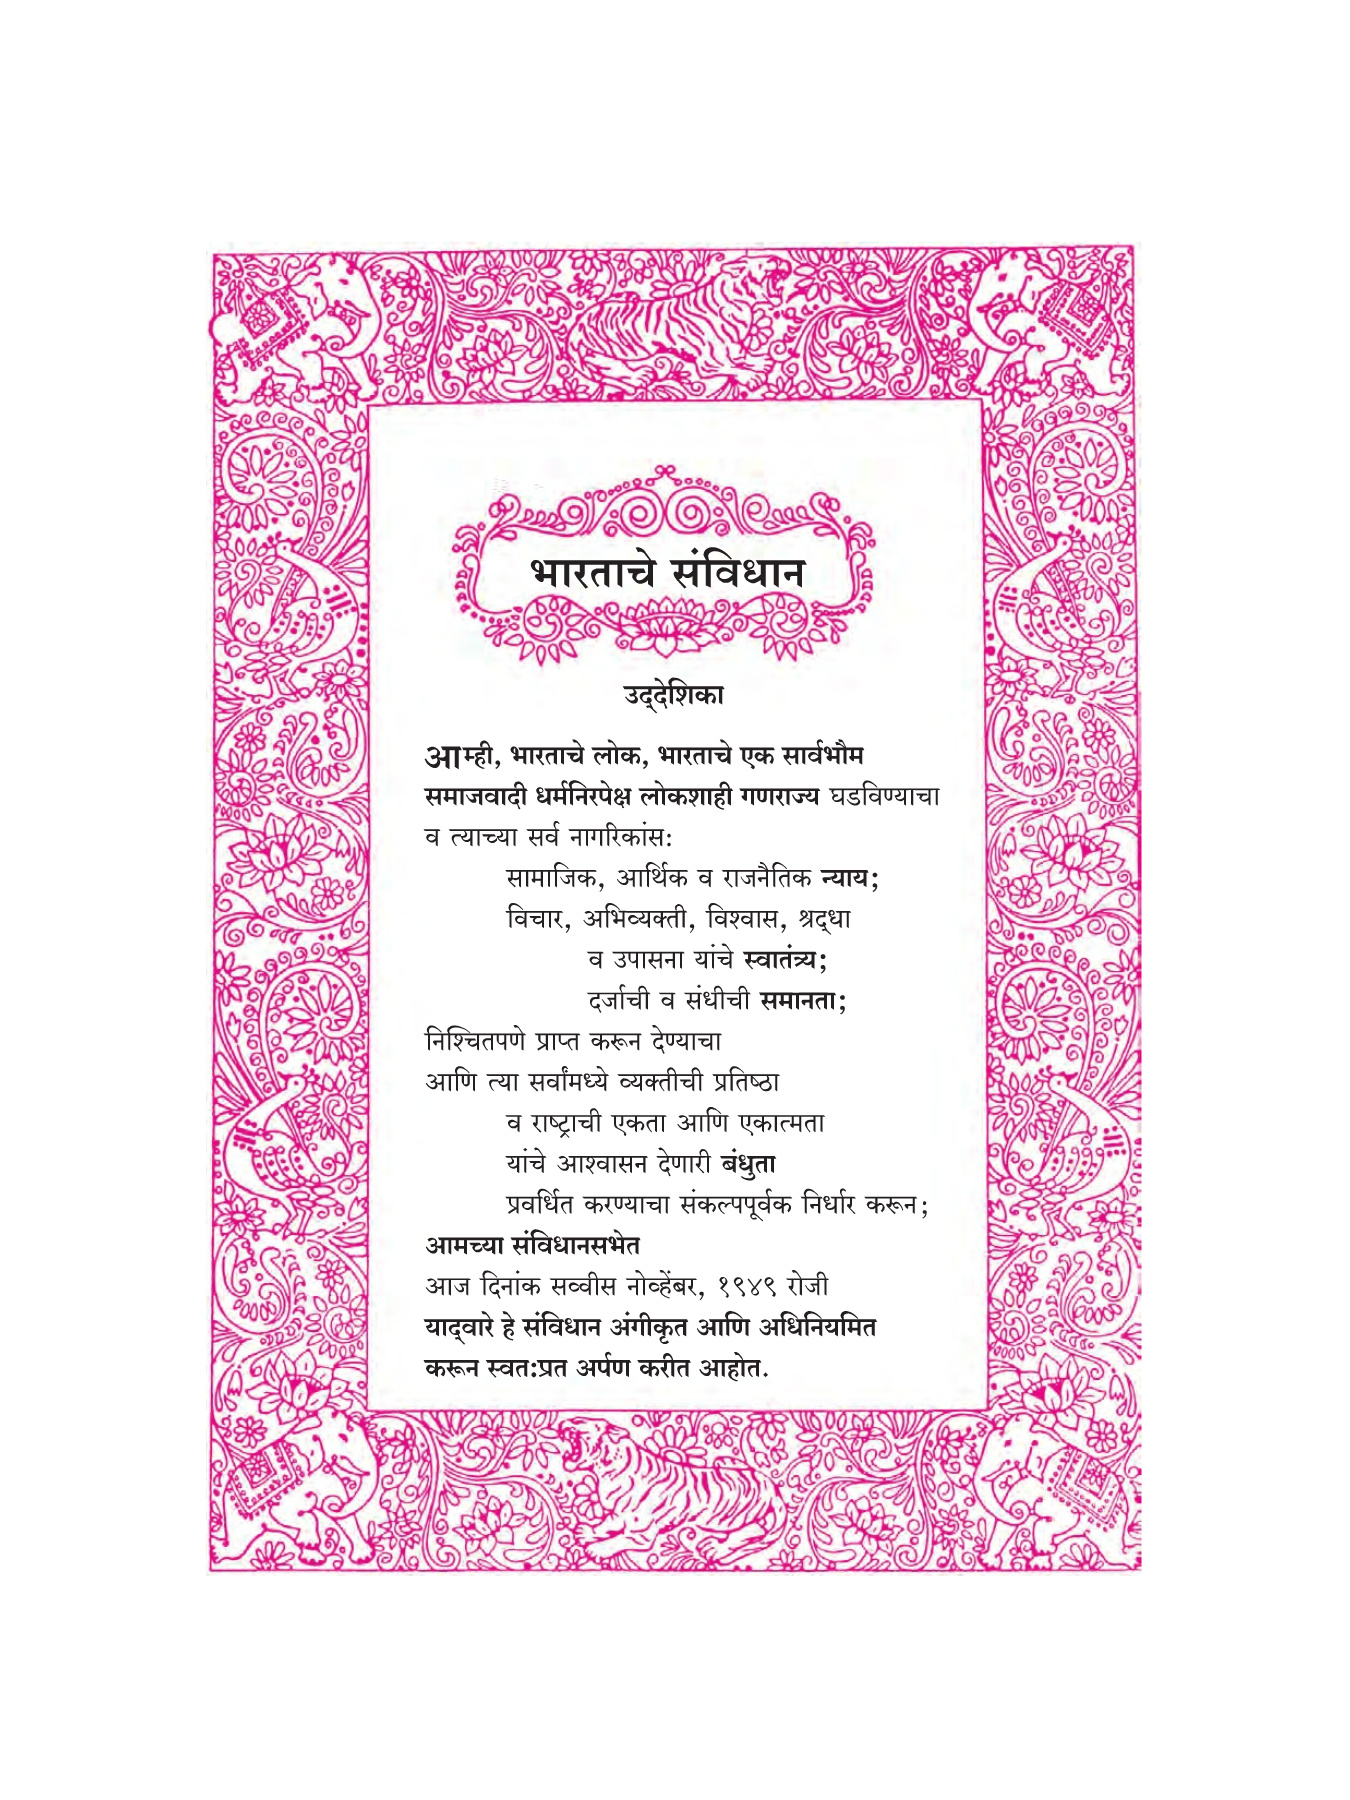 भारताचे संविधान
उद्‌देशिका
आम्ही, भारताचे लोक, भारताचे एक सार्वभौम
समाजवादी धर्मनिरपेक्ष लोकशाही गणराज्य घडविण्याचा
व त्याच्या सर्व नागरिकांस:
सामाजिक, आर्थिक व राजनैतिक न्याय;
विचार, अभिव्यक्ती, विश्वास, श्रद्‌धा
व उपासना यांचे स्वातंत्र्य;
दर्जाची व संधीची समानता;
निश्चितपणे प्राप्त करून देण्याचा
आणि त्या सर्वांमध्ये व्यक्तीची प्रतिष्ठा
व राष्ट्राची एकता आणि एकात्मता
यांचे आश्वासन देणारी बंधुता
प्रवर्धित करण्याचा संकल्पपूर्वक निर्धार करून;
आमच्या संविधानसभेत
आज दिनांक सव्वीस नोव्हेंबर, १९४९ रोजी
याद्‌वारे हे संविधान अंगीकृत आणि अधिनियमित
करून स्वत:प्रत अर्पण करीत आहोत.